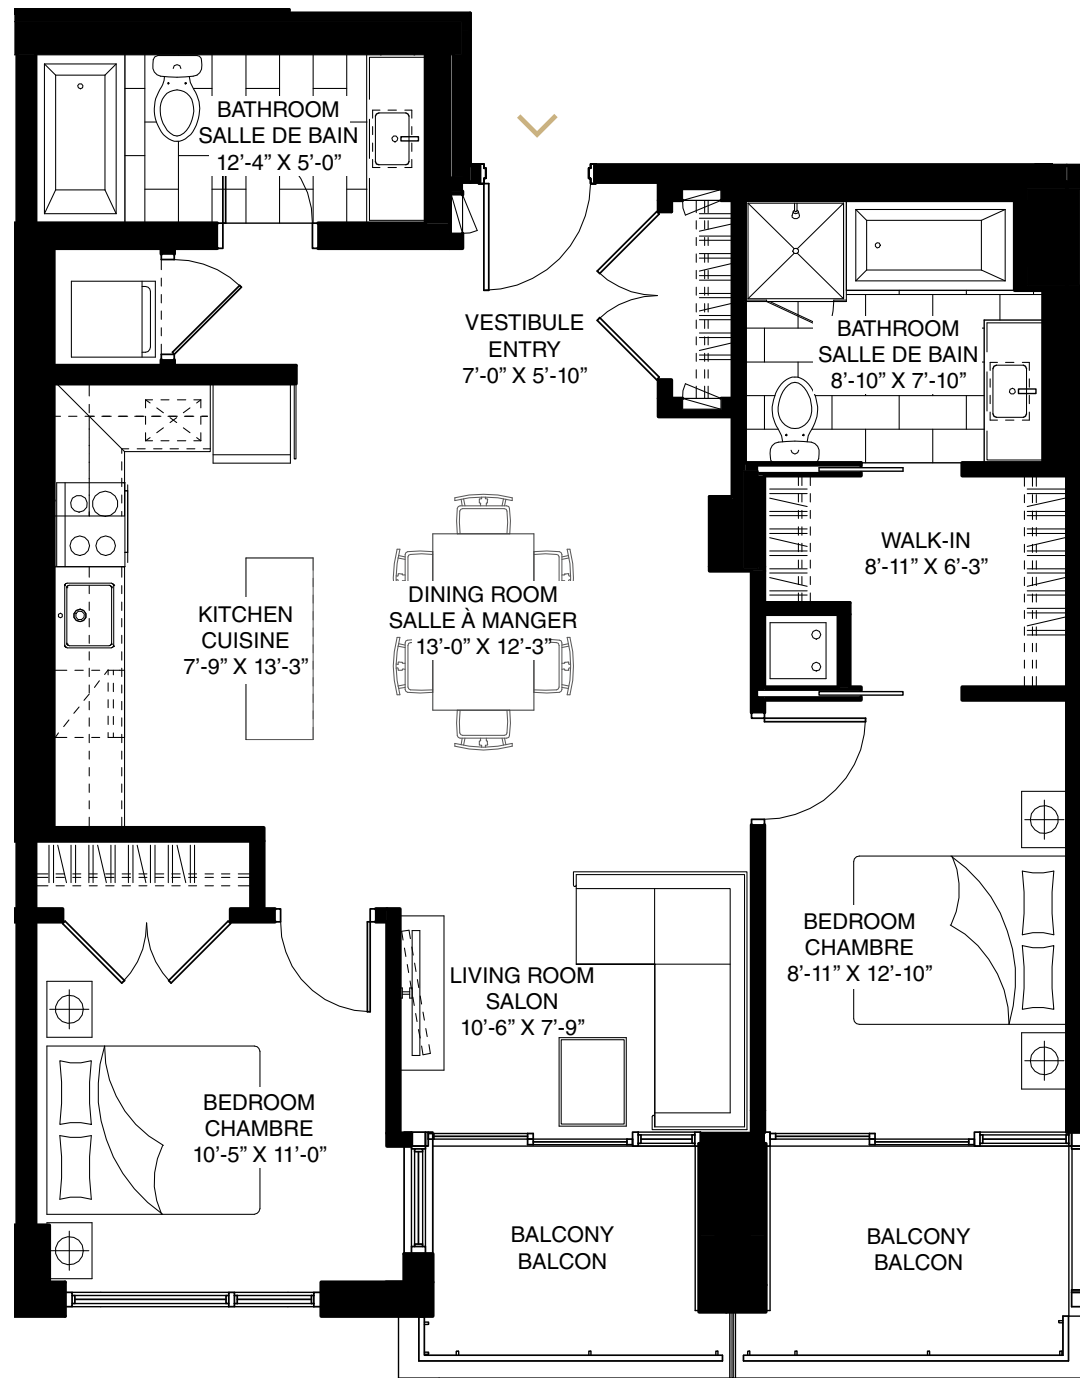 BATHROOM
SALLE DE BAIN
12'-4” X 5'-0”
VESTIBULE
ENTRY
7'-0” X 5'-10”
BATHROOM
SALLE DE BAIN
8'-10” X 7'-10”
WALK-IN
8'-11” X 6'-3”
KITCHEN
CUISINE
7'-9” X 13'-3”
DINING ROOM
SALLE À MANGER
13'-0” X 12'-3”
LIVING ROOM
SALON
10'-6” X 7'-9”
BEDROOM
CHAMBRE
8'-11” X 12'-10”
BEDROOM
CHAMBRE
10'-5” X 11'-0”
BALCONY
BALCON
BALCONY
BALCON